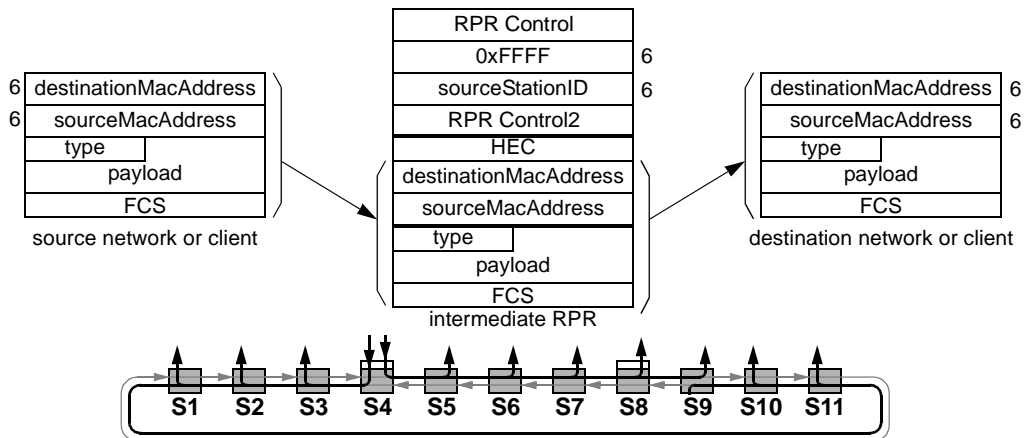 6 destinationMacAddress
6 sourceMacAddress
type
payload
FCS
source network or client
RPR Control
0xFFFF 6
sourceStationID 6
RPR Control2
HEC
destinationMacAddress
sourceMacAddress
type
payload
FCS
intermediate RPR
destinationMacAddress 6
sourceMacAddress 6
type
payload
FCS
destination network or client
S1 S2 S3 S4 S5 S6 S7 S8 S9 S10 S11